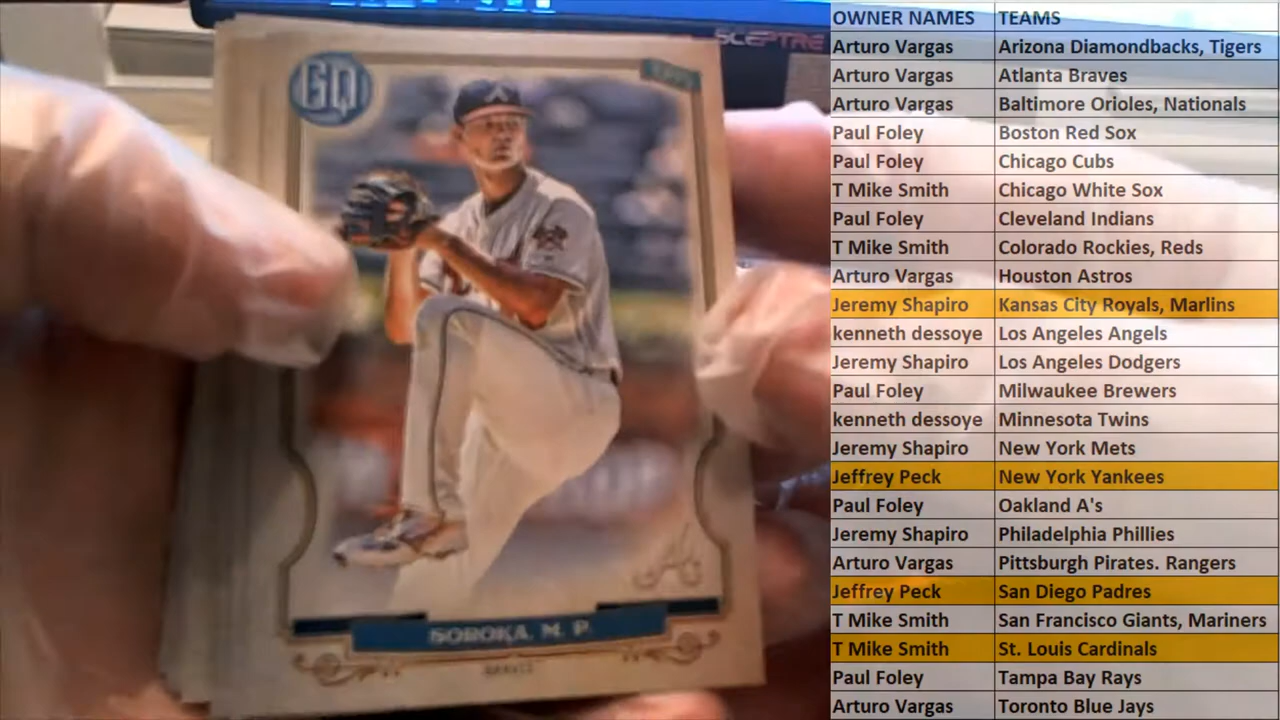 SCEPTRE
GQ
SOROKA, M. P.
BRAVES
OWNER NAMES TEAMS
Arturo Vargas Arizona Diamondbacks, Tigers
Arturo Vargas Atlanta Braves
Arturo Vargas Baltimore Orioles, Nationals
Paul Foley Boston Red Sox
Paul Foley Chicago Cubs
T Mike Smith Chicago White Sox
Paul Foley Cleveland Indians
T Mike Smith Colorado Rockies, Reds
Arturo Vargas Houston Astros
Jeremy Shapiro Kansas City Royals, Marlins
kenneth dessoye Los Angeles Angels
Jeremy Shapiro Los Angeles Dodgers
Paul Foley Milwaukee Brewers
kenneth dessoye Minnesota Twins
Jeremy Shapiro New York Mets
Jeffrey Peck New York Yankees
Paul Foley Oakland A's
Jeremy Shapiro Philadelphia Phillies
Arturo Vargas Pittsburgh Pirates. Rangers
Jeffrey Peck San Diego Padres
T Mike Smith San Francisco Giants, Mariners
T Mike Smith St. Louis Cardinals
Paul Foley Tampa Bay Rays
Arturo Vargas Toronto Blue Jays